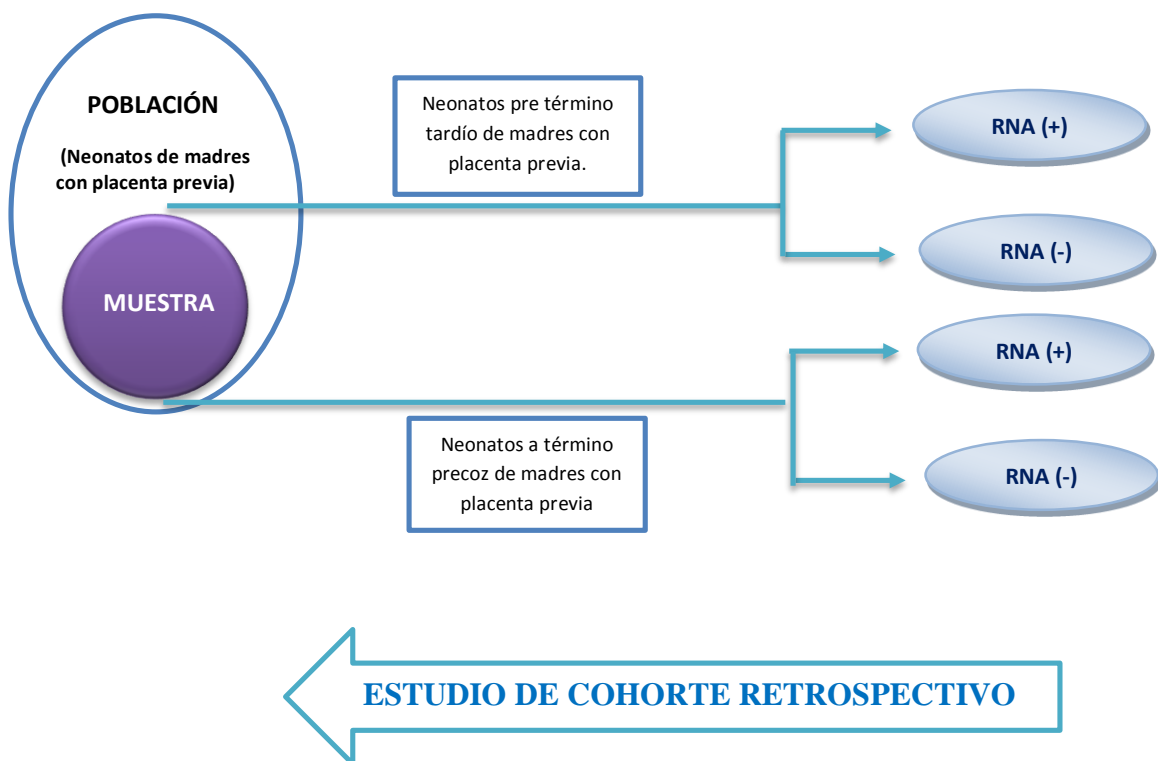 POBLACIÓN
(Neonatos de madres
con placenta previa)
MUESTRA
Neonatos pre término
tardío de madres con
placenta previa.
RNA (+)
RNA (-)
Neonatos a término
precoz de madres con
placenta previa
RNA (+)
RNA (-)
ESTUDIO DE COHORTE RETROSPECTIVO